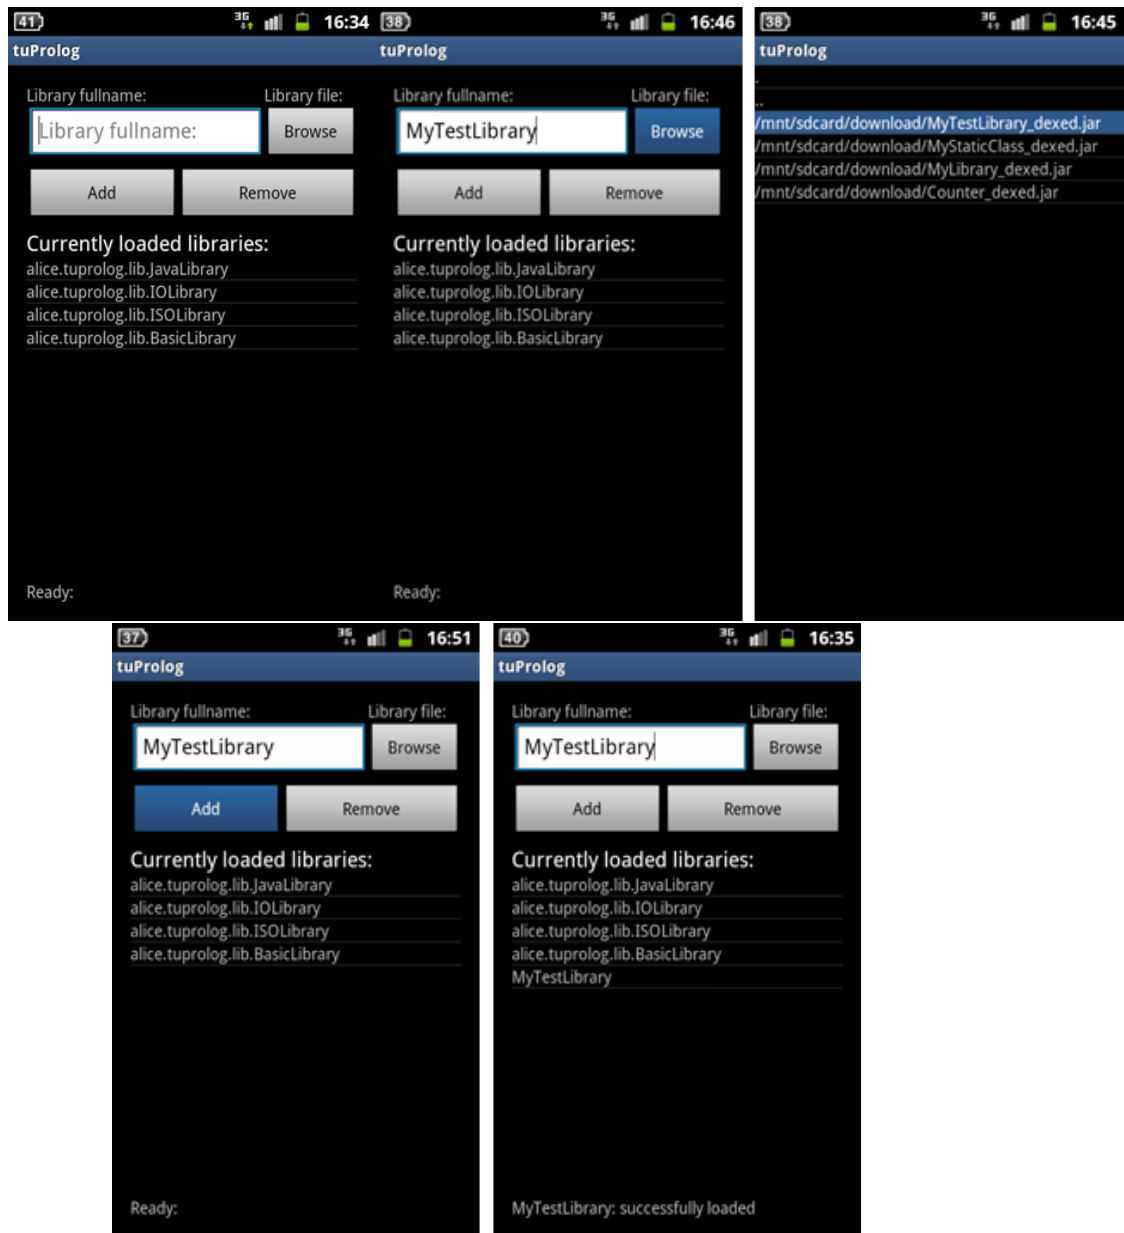 41 3G 16:34
tuProlog
Library fullname: Library file:
Library fullname: Browse
Add Remove
Currently loaded libraries:
alice.tuprolog.lib.JavaLibrary
alice.tuprolog.lib.IOLibrary
alice.tuprolog.lib.ISOLibrary
alice.tuprolog.lib.BasicLibrary
Ready:
38 3G 16:46
tuProlog
Library fullname: Library file:
MyTestLibrary Browse
Add Remove
Currently loaded libraries:
alice.tuprolog.lib.JavaLibrary
alice.tuprolog.lib.IOLibrary
alice.tuprolog.lib.ISOLibrary
alice.tuprolog.lib.BasicLibrary
Ready:
38 3G 16:45
tuProlog
.
..
/mnt/sdcard/download/MyTestLibrary_dexed.jar
/mnt/sdcard/download/MyStaticClass_dexed.jar
/mnt/sdcard/download/MyLibrary_dexed.jar
/mnt/sdcard/download/Counter_dexed.jar
37 3G 16:51
tuProlog
Library fullname: Library file:
MyTestLibrary Browse
Add Remove
Currently loaded libraries:
alice.tuprolog.lib.JavaLibrary
alice.tuprolog.lib.IOLibrary
alice.tuprolog.lib.ISOLibrary
alice.tuprolog.lib.BasicLibrary
Ready:
40 3G 16:35
tuProlog
Library fullname: Library file:
MyTestLibrary Browse
Add Remove
Currently loaded libraries:
alice.tuprolog.lib.JavaLibrary
alice.tuprolog.lib.IOLibrary
alice.tuprolog.lib.ISOLibrary
alice.tuprolog.lib.BasicLibrary
MyTestLibrary
MyTestLibrary: successfully loaded